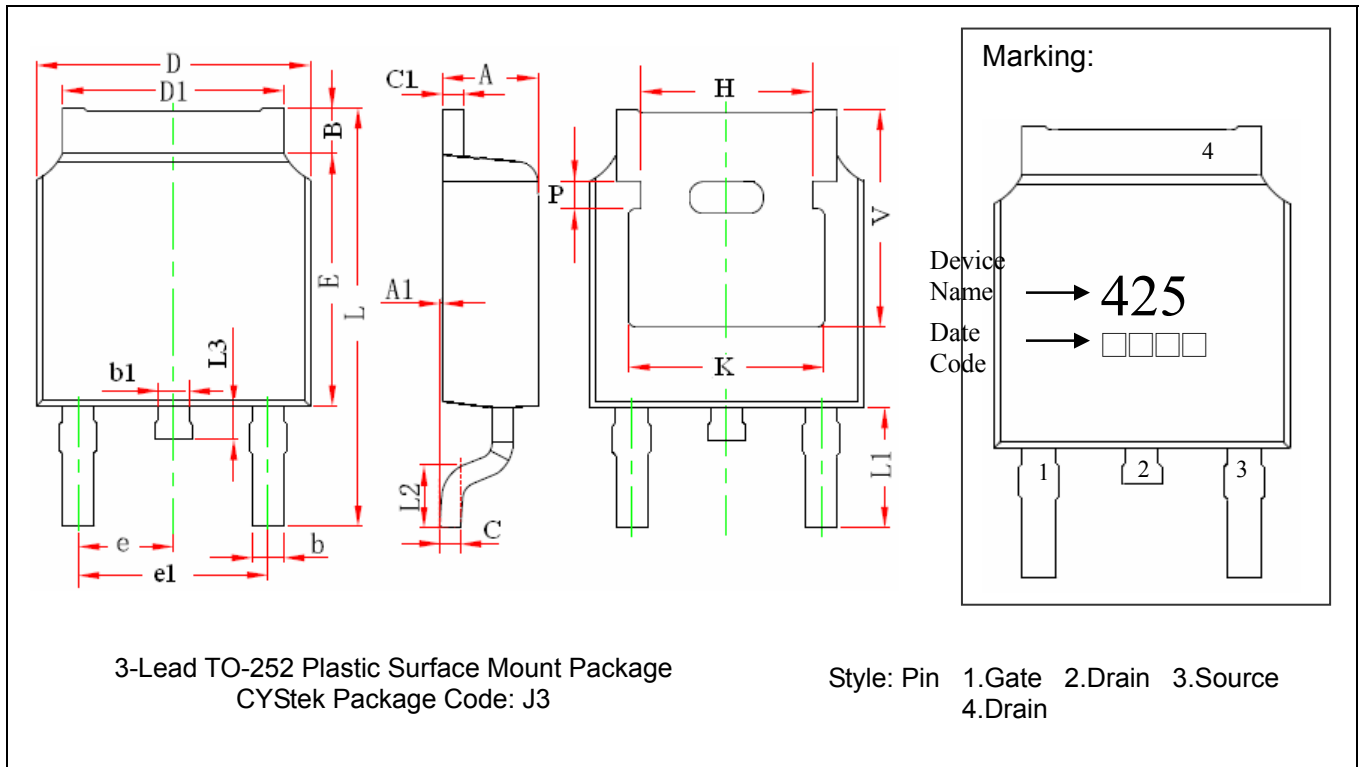 D
D1
B
E
L
L3
b1
e
e1
b
C1
A
A1
L2
C
H
P
V
K
L1
Marking:
4
Device
Name
425
Date
Code
□□□□
1
2
3
3-Lead TO-252 Plastic Surface Mount Package
CYStek Package Code: J3
Style: Pin 1.Gate 2.Drain 3.Source
4.Drain